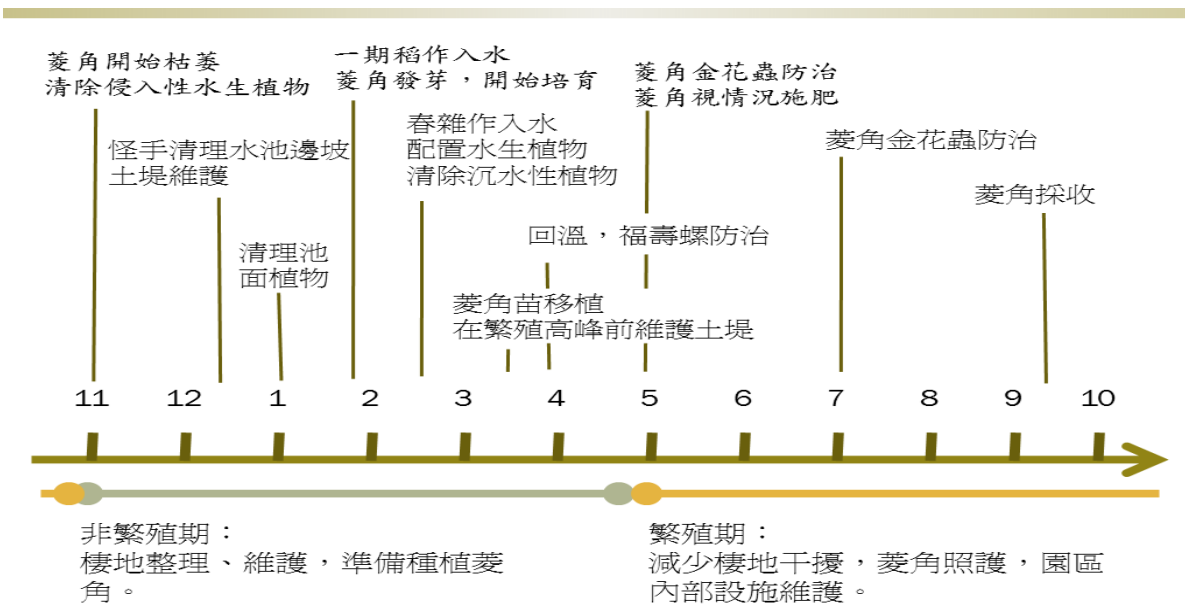 菱角開始枯萎
清除侵入性水生植物
一期稻作入水
菱角發芽，開始培育
菱角金花蟲防治
菱角視情況施肥
怪手清理水池邊坡
土堤維護
春雜作入水
配置水生植物
清除沉水性植物
菱角金花蟲防治
菱角採收
清理池
面植物
回溫，福壽螺防治
菱角苗移植
在繁殖高峰前維護土堤
11 12 1 2 3 4 5 6 7 8 9 10
非繁殖期：
棲地整理、維護，準備種植菱
角。
繁殖期：
減少棲地干擾，菱角照護，園區
內部設施維護。